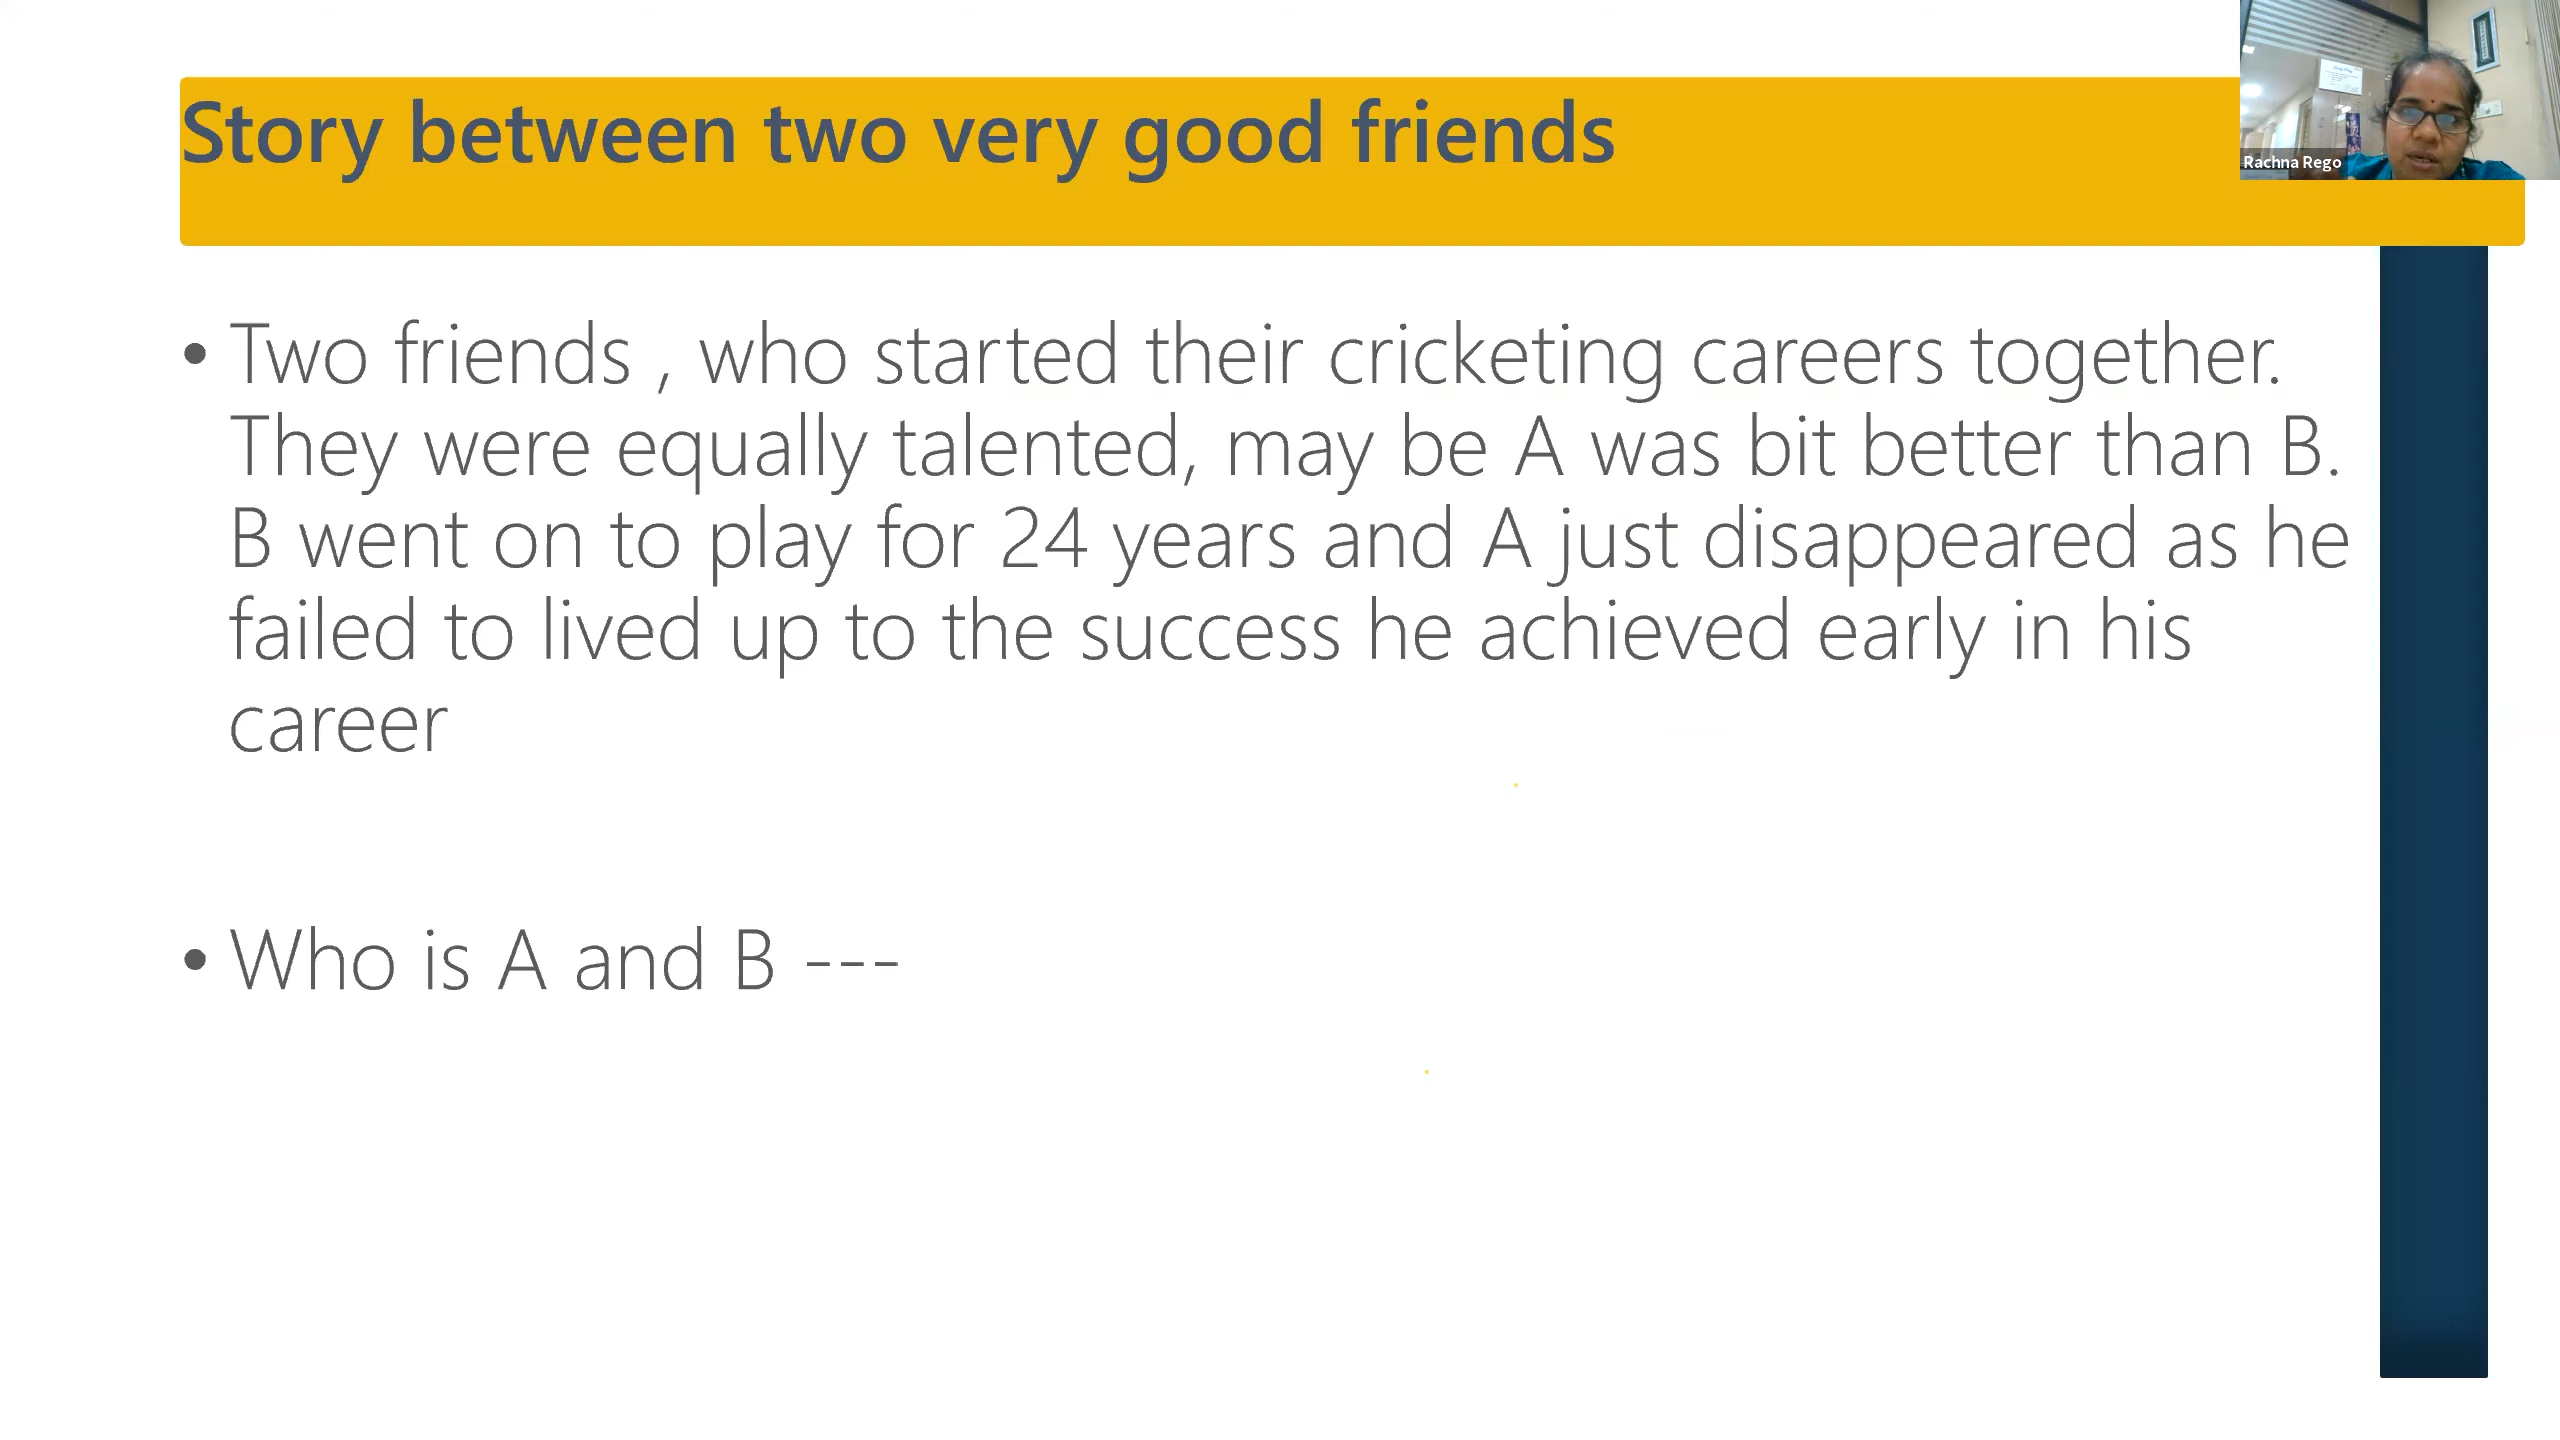 Story between two very good friends
Rachna Rego
• Two friends , who started their cricketing careers together.
They were equally talented, may be A was bit better than B.
B went on to play for 24 years and A just disappeared as he
failed to lived up to the success he achieved early in his
career
• Who is A and B ---